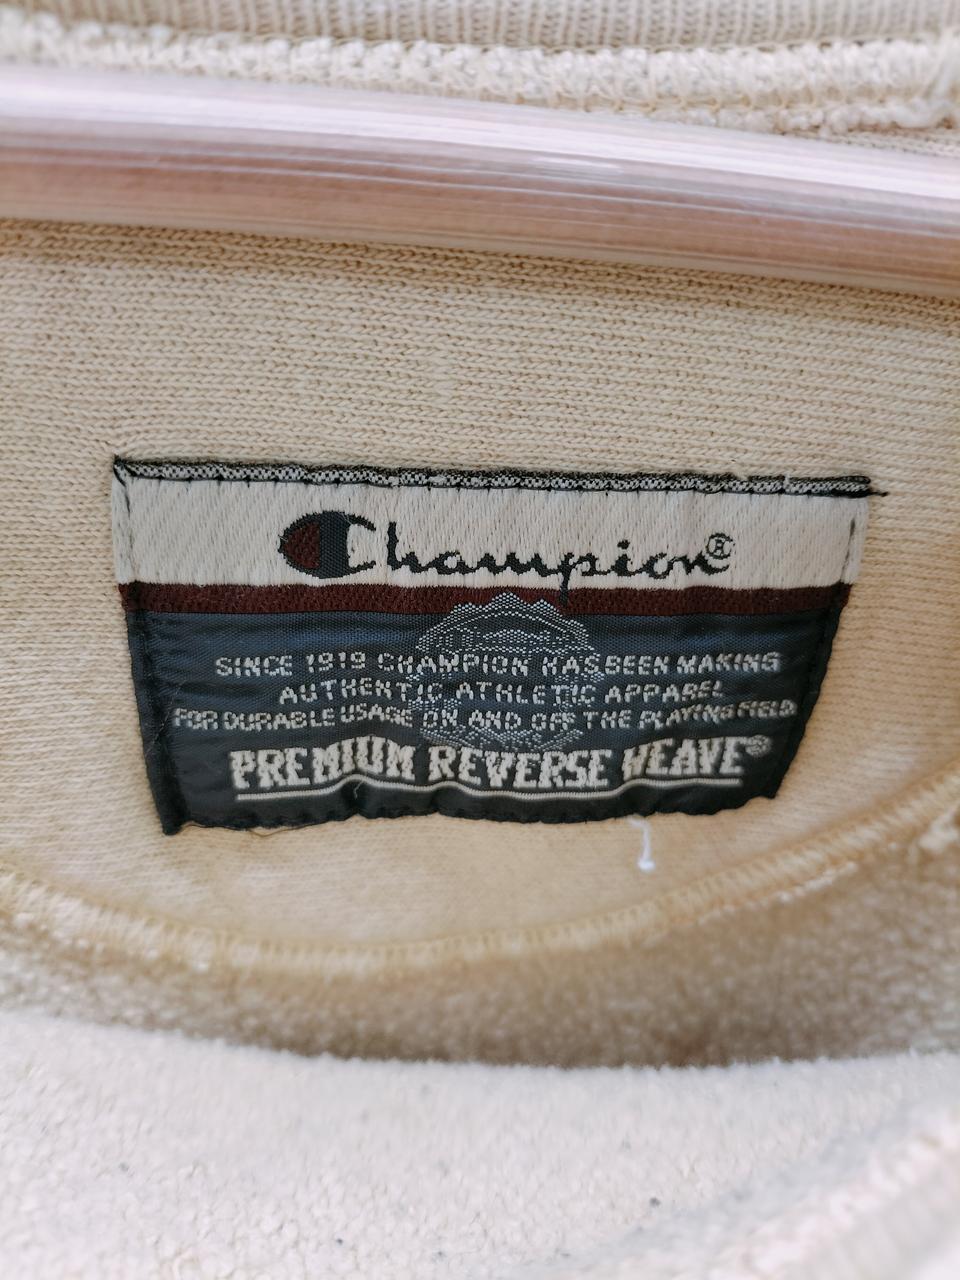 Champion®
SINCE 1919 CHAMPION HAS BEEN MAKING
AUTHENTIC ATHLETIC APPAREL
FOR DURABLE USAGE ON AND OFF THE PLAYING FIELD
PREMIUM REVERSE WEAVE®